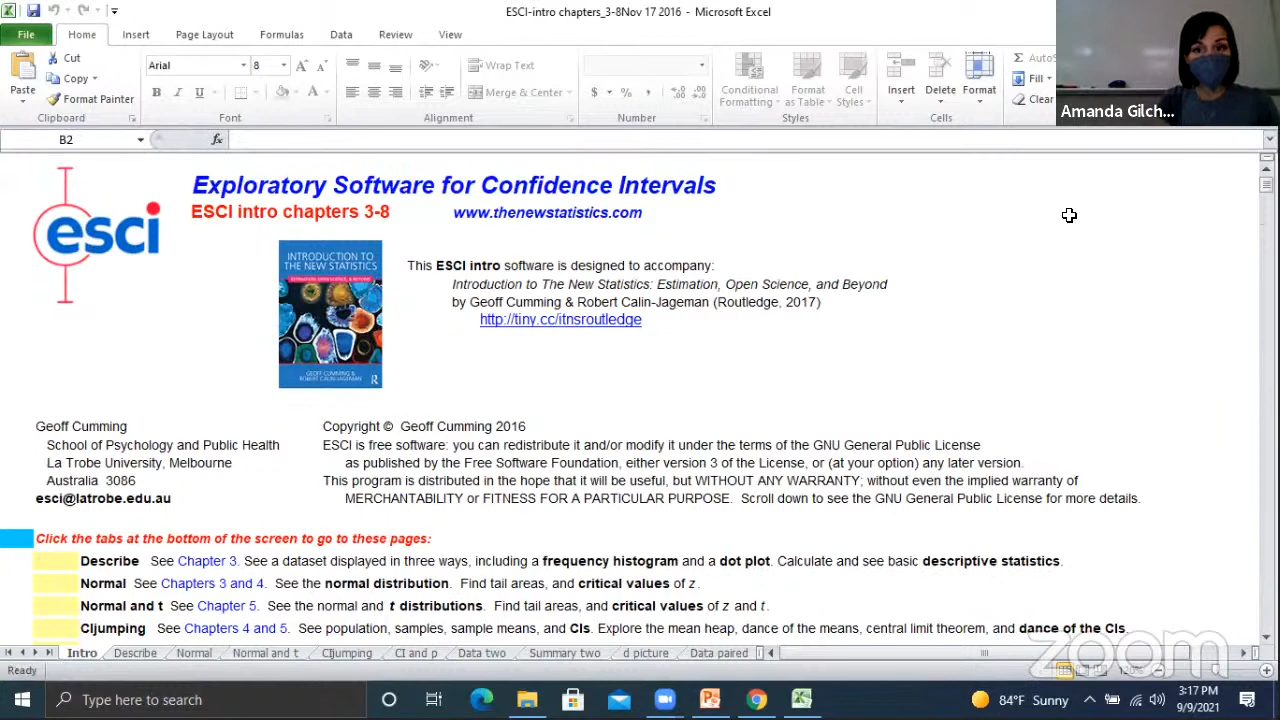 ESCI-intro chapters_3-8Nov 17 2016 - Microsoft Excel
File Home Insert Page Layout Formulas Data Review View
Cut
Copy
Format Painter
Paste
Clipboard
Arial 8
B I U
Font
Wrap Text
Merge & Center
Alignment
$ % ,
Number
Conditional Formatting
Format as Table
Cell Styles
Styles
Insert Delete Format
Cells
AutoSu
Fill
Clear
Amanda Gilch...
B2 fx
esci
Exploratory Software for Confidence Intervals
ESCI intro chapters 3-8 www.thenewstatistics.com
INTRODUCTION TO
THE NEW STATISTICS
ESTIMATION, OPEN SCIENCE, & BEYOND
GEOFF CUMMING &
ROBERT CALIN-JAGEMAN
R
This ESCI intro software is designed to accompany:
Introduction to The New Statistics: Estimation, Open Science, and Beyond
by Geoff Cumming & Robert Calin-Jageman (Routledge, 2017)
http://tiny.cc/itnsroutledge
Geoff Cumming
School of Psychology and Public Health
La Trobe University, Melbourne
Australia 3086
esci@latrobe.edu.au
Copyright © Geoff Cumming 2016
ESCI is free software: you can redistribute it and/or modify it under the terms of the GNU General Public License
as published by the Free Software Foundation, either version 3 of the License, or (at your option) any later version.
This program is distributed in the hope that it will be useful, but WITHOUT ANY WARRANTY; without even the implied warranty of
MERCHANTABILITY or FITNESS FOR A PARTICULAR PURPOSE. Scroll down to see the GNU General Public License for more details.
Click the tabs at the bottom of the screen to go to these pages:
Describe See Chapter 3. See a dataset displayed in three ways, including a frequency histogram and a dot plot. Calculate and see basic descriptive statistics.
Normal See Chapters 3 and 4. See the normal distribution. Find tail areas, and critical values of z.
Normal and t See Chapter 5. See the normal and t distributions. Find tail areas, and critical values of z and t.
CIjumping See Chapters 4 and 5. See population, samples, sample means, and CIs. Explore the mean heap, dance of the means, central limit theorem, and dance of the CIs.
Intro Describe Normal Normal and t CIjumping CI and p Data two Summary two d picture Data paired
Ready
zoom
Type here to search
84°F Sunny
3:17 PM
9/9/2021